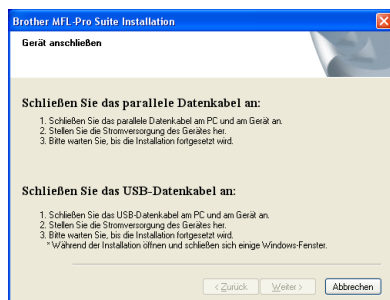 Brother MFL-Pro Suite Installation
Gerät anschließen
Schließen Sie das parallele Datenkabel an:
1. Schließen Sie das parallele Datenkabel am PC und am Gerät an.
2. Stellen Sie die Stromversorgung des Gerätes her.
3. Bitte warten Sie, bis die Installation fortgesetzt wird.
Schließen Sie das USB-Datenkabel an:
1. Schließen Sie das USB-Datenkabel am PC und am Gerät an.
2. Stellen Sie die Stromversorgung des Gerätes her.
3. Bitte warten Sie, bis die Installation fortgesetzt wird.
* Während der Installation öffnen und schließen sich einige Windows-Fenster.
< Zurück Weiter > Abbrechen